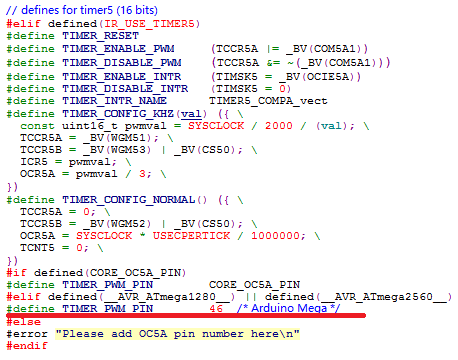 // defines for timer5 (16 bits)
#elif defined(IR_USE_TIMER5)
#define TIMER_RESET
#define TIMER_ENABLE_PWM     (TCCR5A |= _BV(COM5A1))
#define TIMER_DISABLE_PWM    (TCCR5A &= ~(_BV(COM5A1)))
#define TIMER_ENABLE_INTR    (TIMSK5 = _BV(OCIE5A))
#define TIMER_DISABLE_INTR   (TIMSK5 = 0)
#define TIMER_INTR_NAME      TIMER5_COMPA_vect
#define TIMER_CONFIG_KHZ(val) ({ \
  const uint16_t pwmval = SYSCLOCK / 2000 / (val); \
  TCCR5A = _BV(WGM51); \
  TCCR5B = _BV(WGM53) | _BV(CS50); \
  ICR5 = pwmval; \
  OCR5A = pwmval / 3; \
})
#define TIMER_CONFIG_NORMAL() ({ \
  TCCR5A = 0; \
  TCCR5B = _BV(WGM52) | _BV(CS50); \
  OCR5A = SYSCLOCK * USECPERTICK / 1000000; \
  TCNT5 = 0; \
})
#if defined(CORE_OC5A_PIN)
#define TIMER_PWM_PIN        CORE_OC5A_PIN
#elif defined(__AVR_ATmega1280__) || defined(__AVR_ATmega2560__)
#define TIMER_PWM_PIN        46  /* Arduino Mega */
#else
#error "Please add OC5A pin number here\n"
#endif